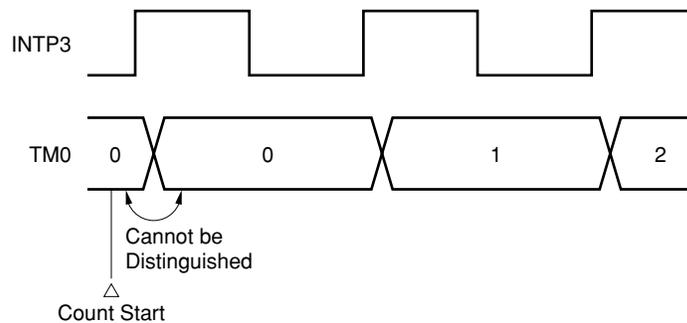 INTP3
TM0 0 0 1 2
Cannot be
Distinguished
Count Start